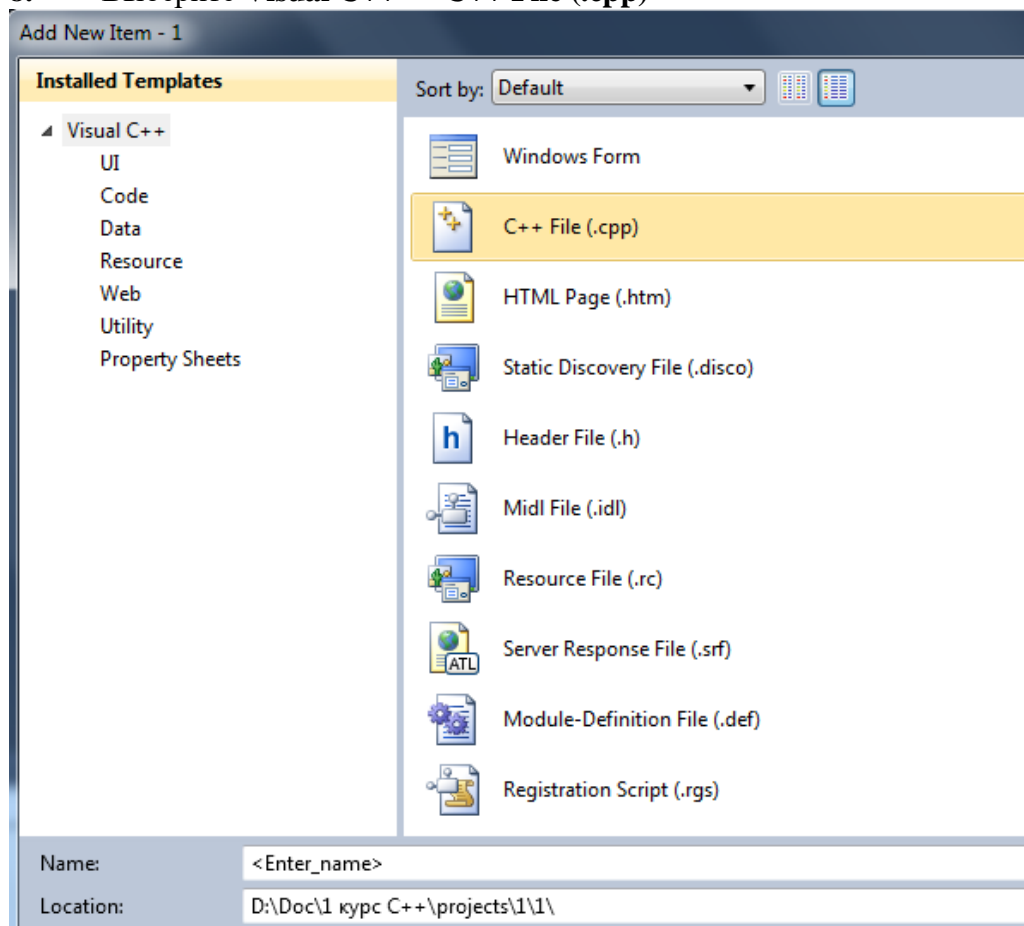 Add New Item - 1
Installed Templates
Sort by: Default
Visual C++
UI
Code
Data
Resource
Web
Utility
Property Sheets
Windows Form
C++ File (.cpp)
HTML Page (.htm)
Static Discovery File (.disco)
Header File (.h)
Midl File (.idl)
Resource File (.rc)
Server Response File (.srf)
ATL
Module-Definition File (.def)
Registration Script (.rgs)
Name: <Enter_name>
Location: D:\Doc\1 курс C++\projects\1\1\